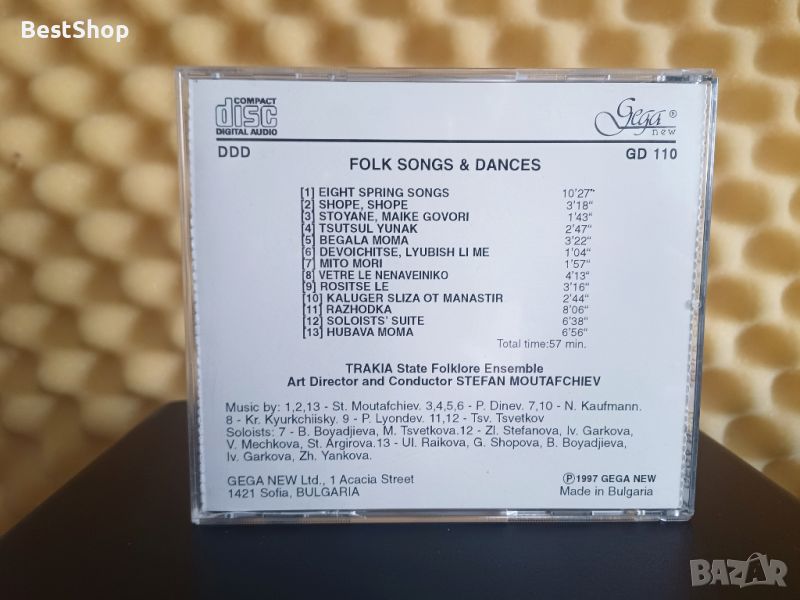 BestShop
COMPACT
disc
DIGITAL AUDIO
Gega ®
new
DDD
GD 110
FOLK SONGS & DANCES
[1] EIGHT SPRING SONGS 10'27"
[2] SHOPE, SHOPE 3'18"
[3] STOYANE, MAIKE GOVORI 1'43"
[4] TSUTSUL YUNAK 2'47"
[5] BEGALA MOMA 3'22"
[6] DEVOICHITSE, LYUBISH LI ME 1'04"
[7] MITO MORI 1'57"
[8] VETRE LE NENAVEINIKO 4'13"
[9] ROSITSE LE 3'16"
[10] KALUGER SLIZA OT MANASTIR 2'44"
[11] RAZHODKA 8'06"
[12] SOLOISTS' SUITE 6'38"
[13] HUBAVA MOMA 6'56"
Total time:57 min.
TRAKIA State Folklore Ensemble
Art Director and Conductor STEFAN MOUTAFCHIEV
Music by: 1,2,13 - St. Moutafchiev. 3,4,5,6 - P. Dinev. 7,10 - N. Kaufmann.
8 - Kr. Kyurkchiisky. 9 - P. Lyondev. 11,12 - Tsv. Tsvetkov
Soloists: 7 - B. Boyadjieva, M. Tsvetkova.12 - Zl. Stefanova, Iv. Garkova,
V. Mechkova, St. Argirova.13 - Ul. Raikova, G. Shopova, B. Boyadjieva,
Iv. Garkova, Zh. Yankova.
GEGA NEW Ltd., 1 Acacia Street
1421 Sofia, BULGARIA
Ⓟ1997 GEGA NEW
Made in Bulgaria
BAZAR